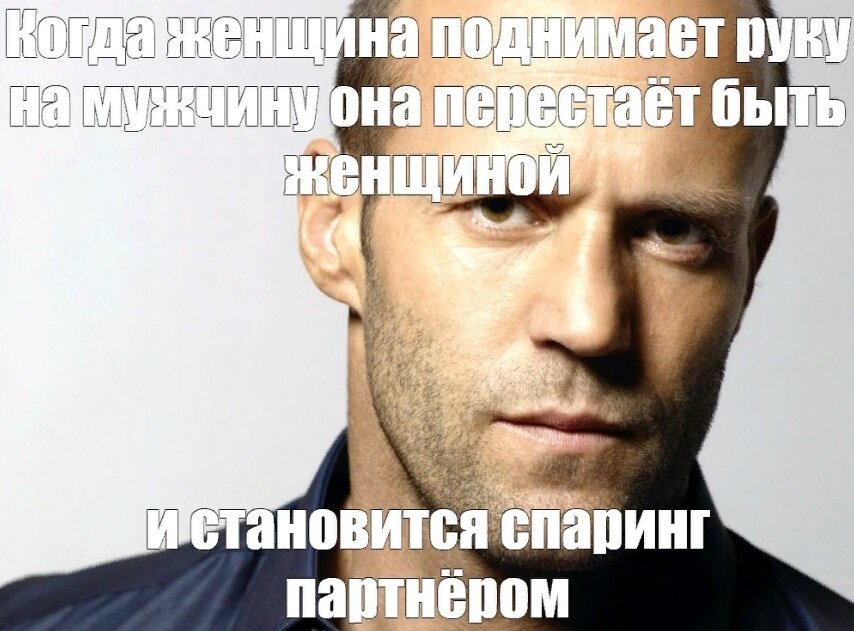 Когда женщина поднимает руку
на мужчину она перестаёт быть
женщиной
и становится спаринг
партнёром